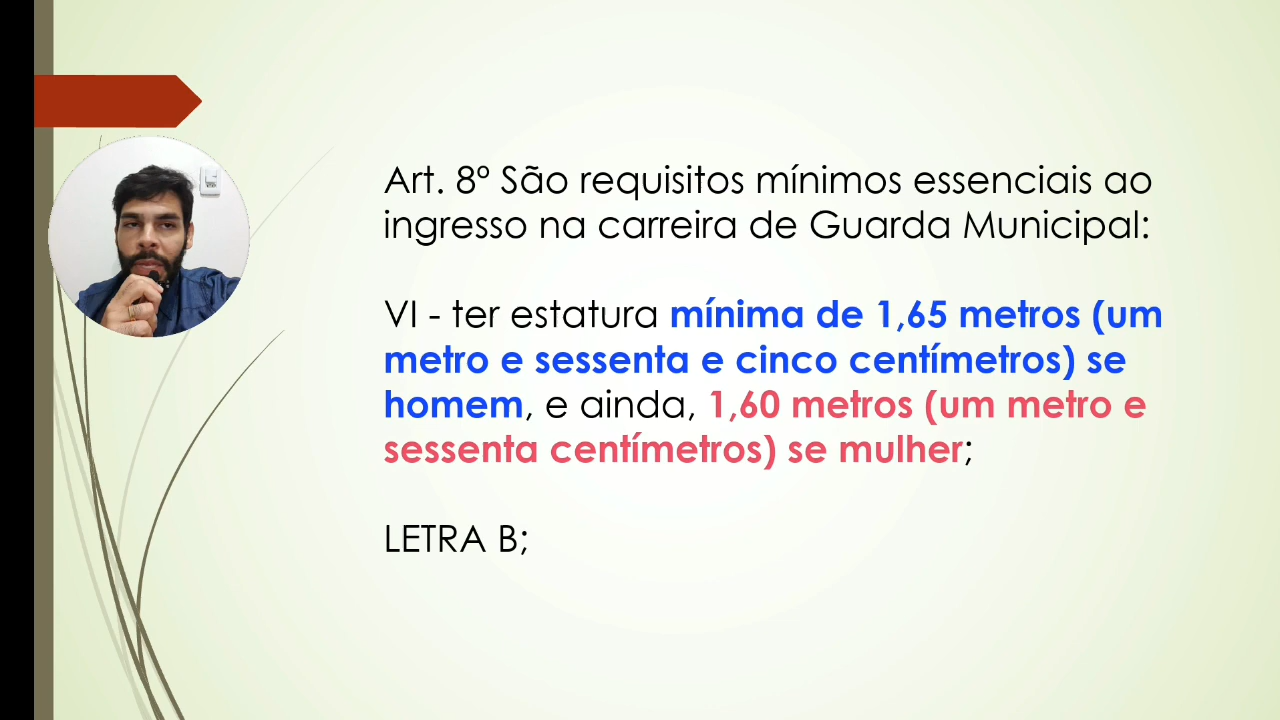 Art. 8º São requisitos mínimos essenciais ao
ingresso na carreira de Guarda Municipal:
VI - ter estatura mínima de 1,65 metros (um
metro e sessenta e cinco centímetros) se
homem, e ainda, 1,60 metros (um metro e
sessenta centímetros) se mulher;
LETRA B;